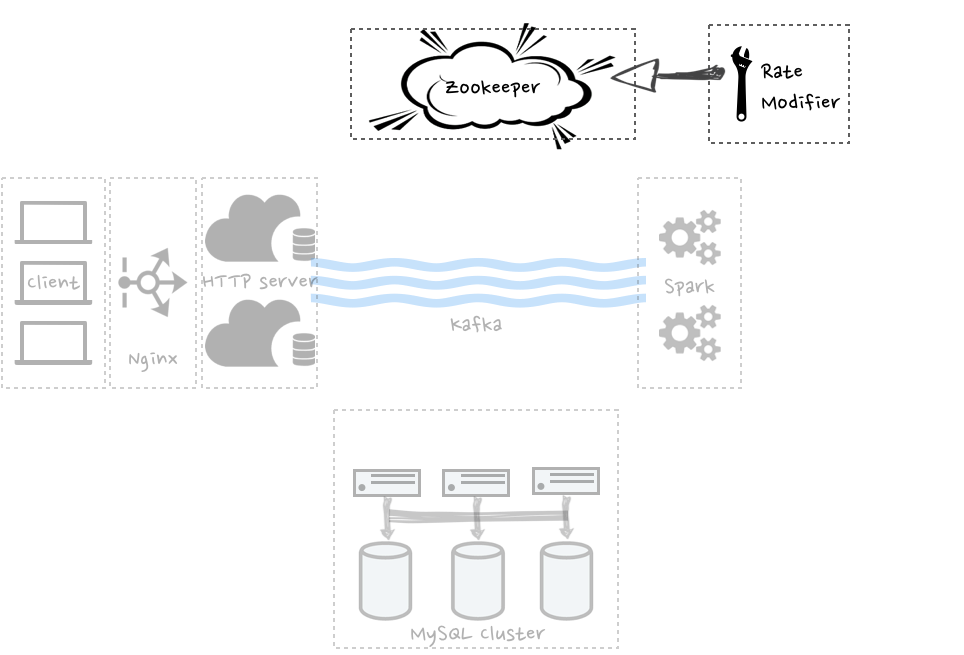 Zookeeper
Rate
Modifier
client
Nginx
HTTP server
Kafka
Spark
MySQL cluster